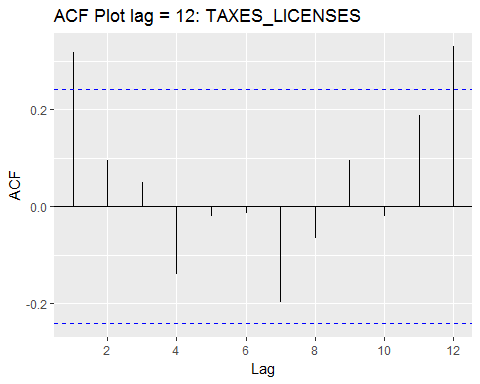 ACF Plot lag = 12: TAXES_LICENSES
ACF
0.2
0.0
-0.2
2 4 6 8 10 12
Lag